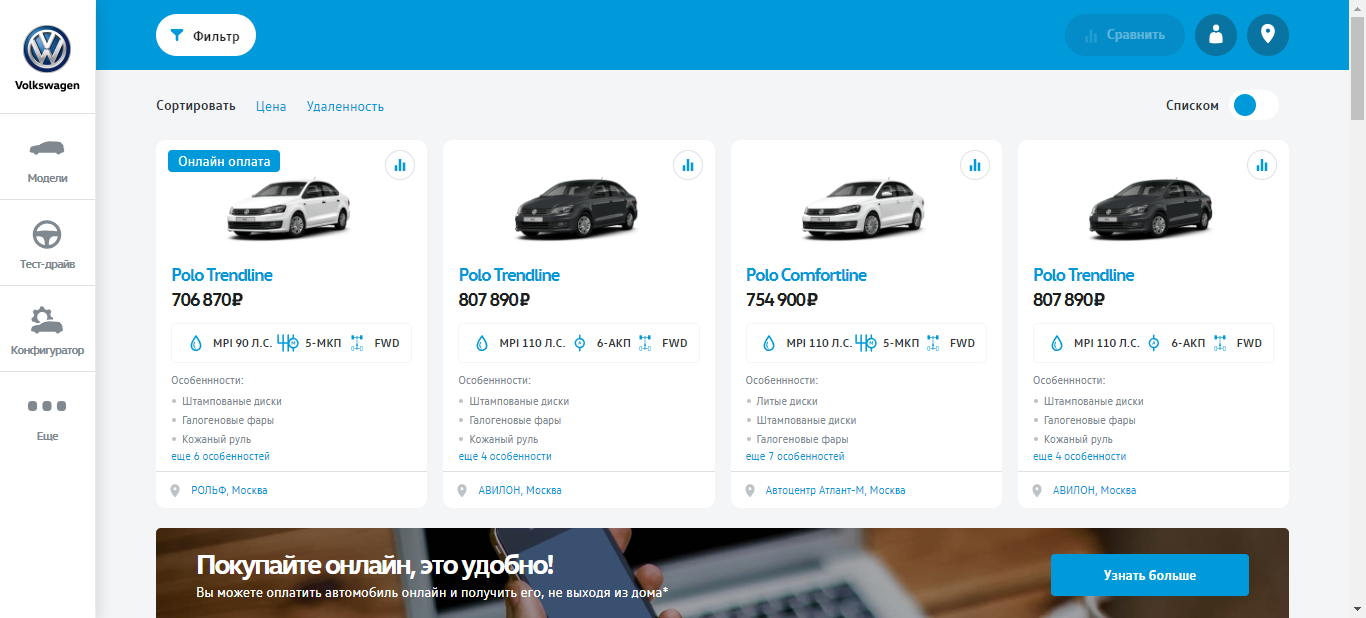 Volkswagen
Модели
Тест-драйв
Конфигуратор
Еще
Фильтр
Сравнить
Сортировать Цена Удаленность
Списком
Онлайн оплата
Polo Trendline
706 870₽
MPI 90 Л.С. 5-МКП FWD
Особеннности:
Штампованые диски
Галогеновые фары
Кожаный руль
еще 6 особенностей
РОЛЬФ, Москва
Polo Trendline
807 890₽
MPI 110 Л.С. 6-АКП FWD
Особеннности:
Штампованые диски
Галогеновые фары
Кожаный руль
еще 4 особенности
АВИЛОН, Москва
Polo Comfortline
754 900₽
MPI 110 Л.С. 5-МКП FWD
Особеннности:
Литые диски
Штампованые диски
Галогеновые фары
еще 7 особенностей
Автоцентр Атлант-М, Москва
Polo Trendline
807 890₽
MPI 110 Л.С. 6-АКП FWD
Особеннности:
Штампованые диски
Галогеновые фары
Кожаный руль
еще 4 особенности
АВИЛОН, Москва
Покупайте онлайн, это удобно!
Вы можете оплатить автомобиль онлайн и получить его, не выходя из дома*
Узнать больше